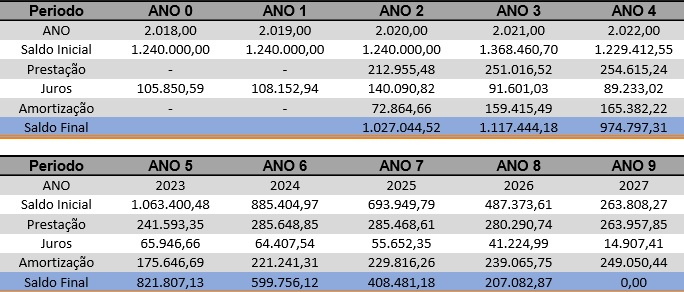 Periodo ANO 0 ANO 1 ANO 2 ANO 3 ANO 4
ANO 2.018,00 2.019,00 2.020,00 2.021,00 2.022,00
Saldo Inicial 1.240.000,00 1.240.000,00 1.240.000,00 1.368.460,70 1.229.412,55
Prestação - - 212.955,48 251.016,52 254.615,24
Juros 105.850,59 108.152,94 140.090,82 91.601,03 89.233,02
Amortização - - 72.864,66 159.415,49 165.382,22
Saldo Final 1.027.044,52 1.117.444,18 974.797,31
Periodo ANO 5 ANO 6 ANO 7 ANO 8 ANO 9
ANO 2023 2024 2025 2026 2027
Saldo Inicial 1.063.400,48 885.404,97 693.949,79 487.373,61 263.808,27
Prestação 241.593,35 285.648,85 285.468,61 280.290,74 263.957,85
Juros 65.946,66 64.407,54 55.652,35 41.224,99 14.907,41
Amortização 175.646,69 221.241,31 229.816,26 239.065,75 249.050,44
Saldo Final 821.807,13 599.756,12 408.481,18 207.082,87 0,00